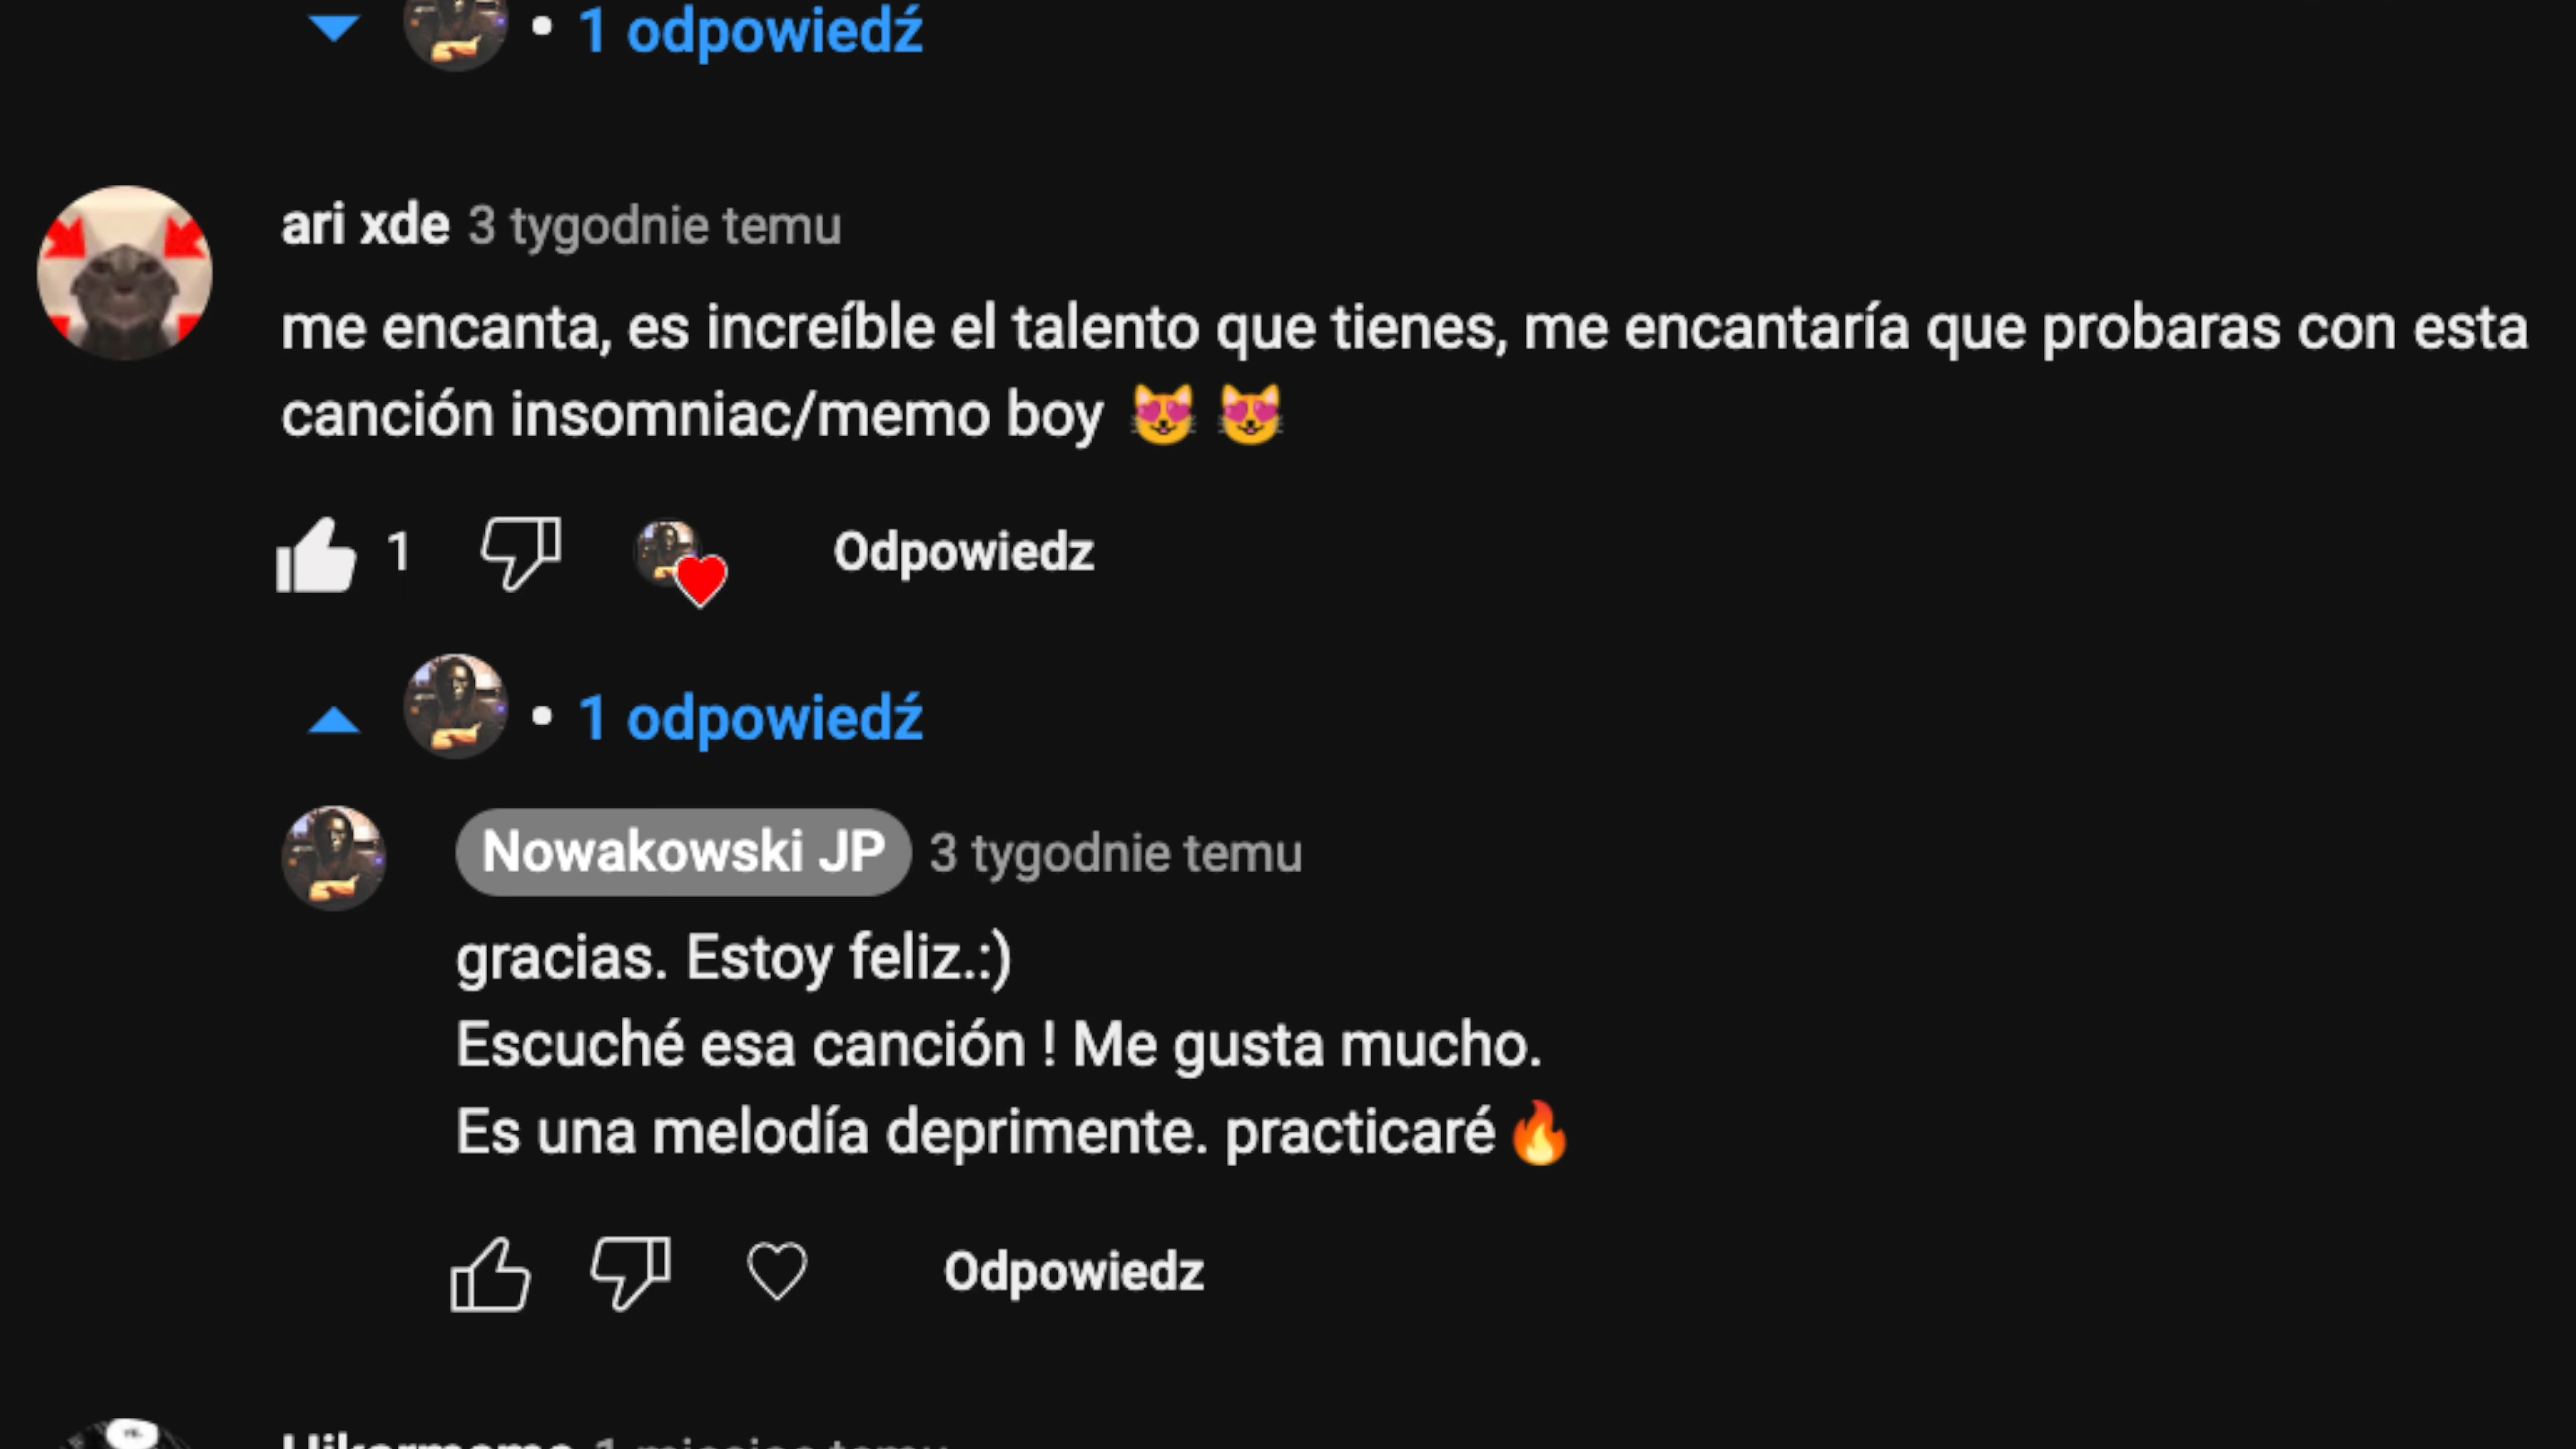 1 odpowiedź
ari xde 3 tygodnie temu
me encanta, es increíble el talento que tienes, me encantaría que probaras con esta
canción insomniac/memo boy 😻 😻
1 Odpowiedz
1 odpowiedź
Nowakowski JP 3 tygodnie temu
gracias. Estoy feliz.:)
Escuché esa canción ! Me gusta mucho.
Es una melodía deprimente. practicaré 🔥
Odpowiedz